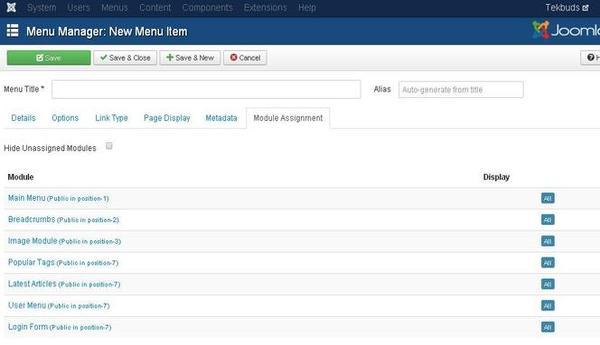 System Users Menus Content Components Extensions Help Tekbuds
Menu Manager: New Menu Item
Save Save & Close Save & New Cancel
Menu Title * Alias Auto-generate from title
Details Options Link Type Page Display Metadata Module Assignment
Hide Unassigned Modules
Module Display
Main Menu (Public in position-1) All
Breadcrumbs (Public in position-2) All
Image Module (Public in position-3) All
Popular Tags (Public in position-7) All
Latest Articles (Public in position-7) All
User Menu (Public in position-7) All
Login Form (Public in position-7) All